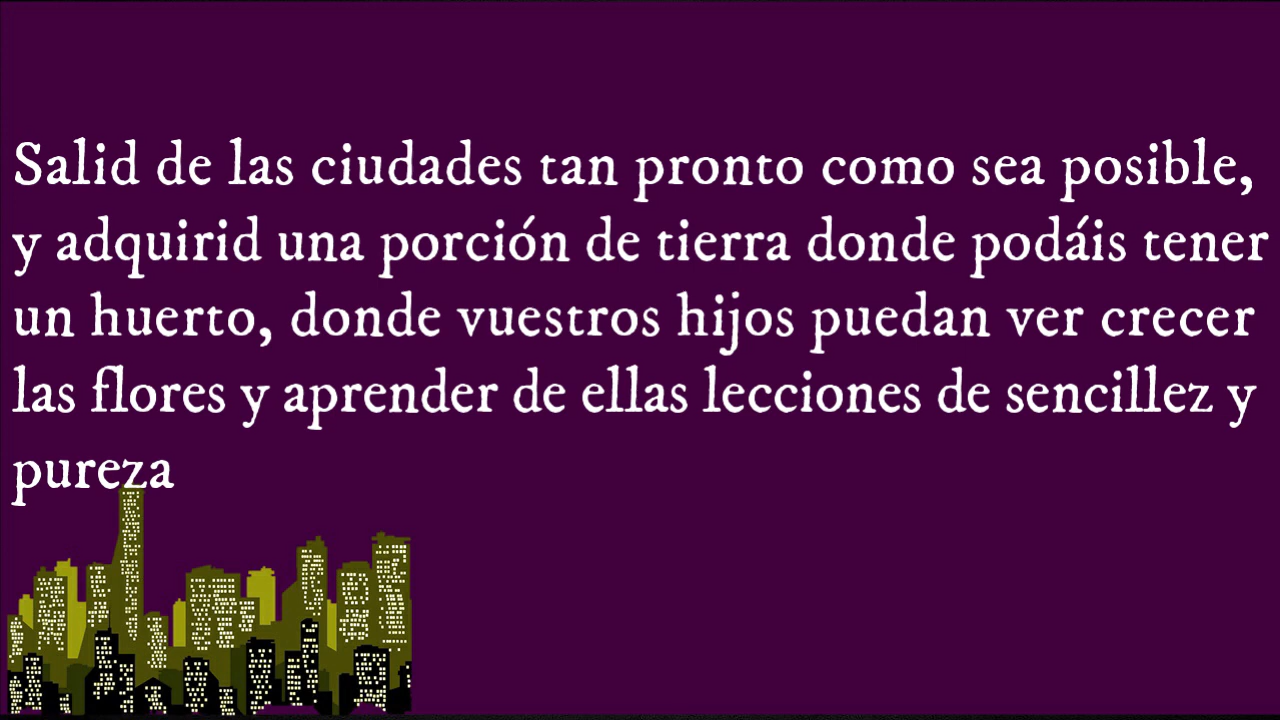 Salid de las ciudades tan pronto como sea posible,
y adquirid una porción de tierra donde podáis tener
un huerto, donde vuestros hijos puedan ver crecer
las flores y aprender de ellas lecciones de sencillez y
pureza